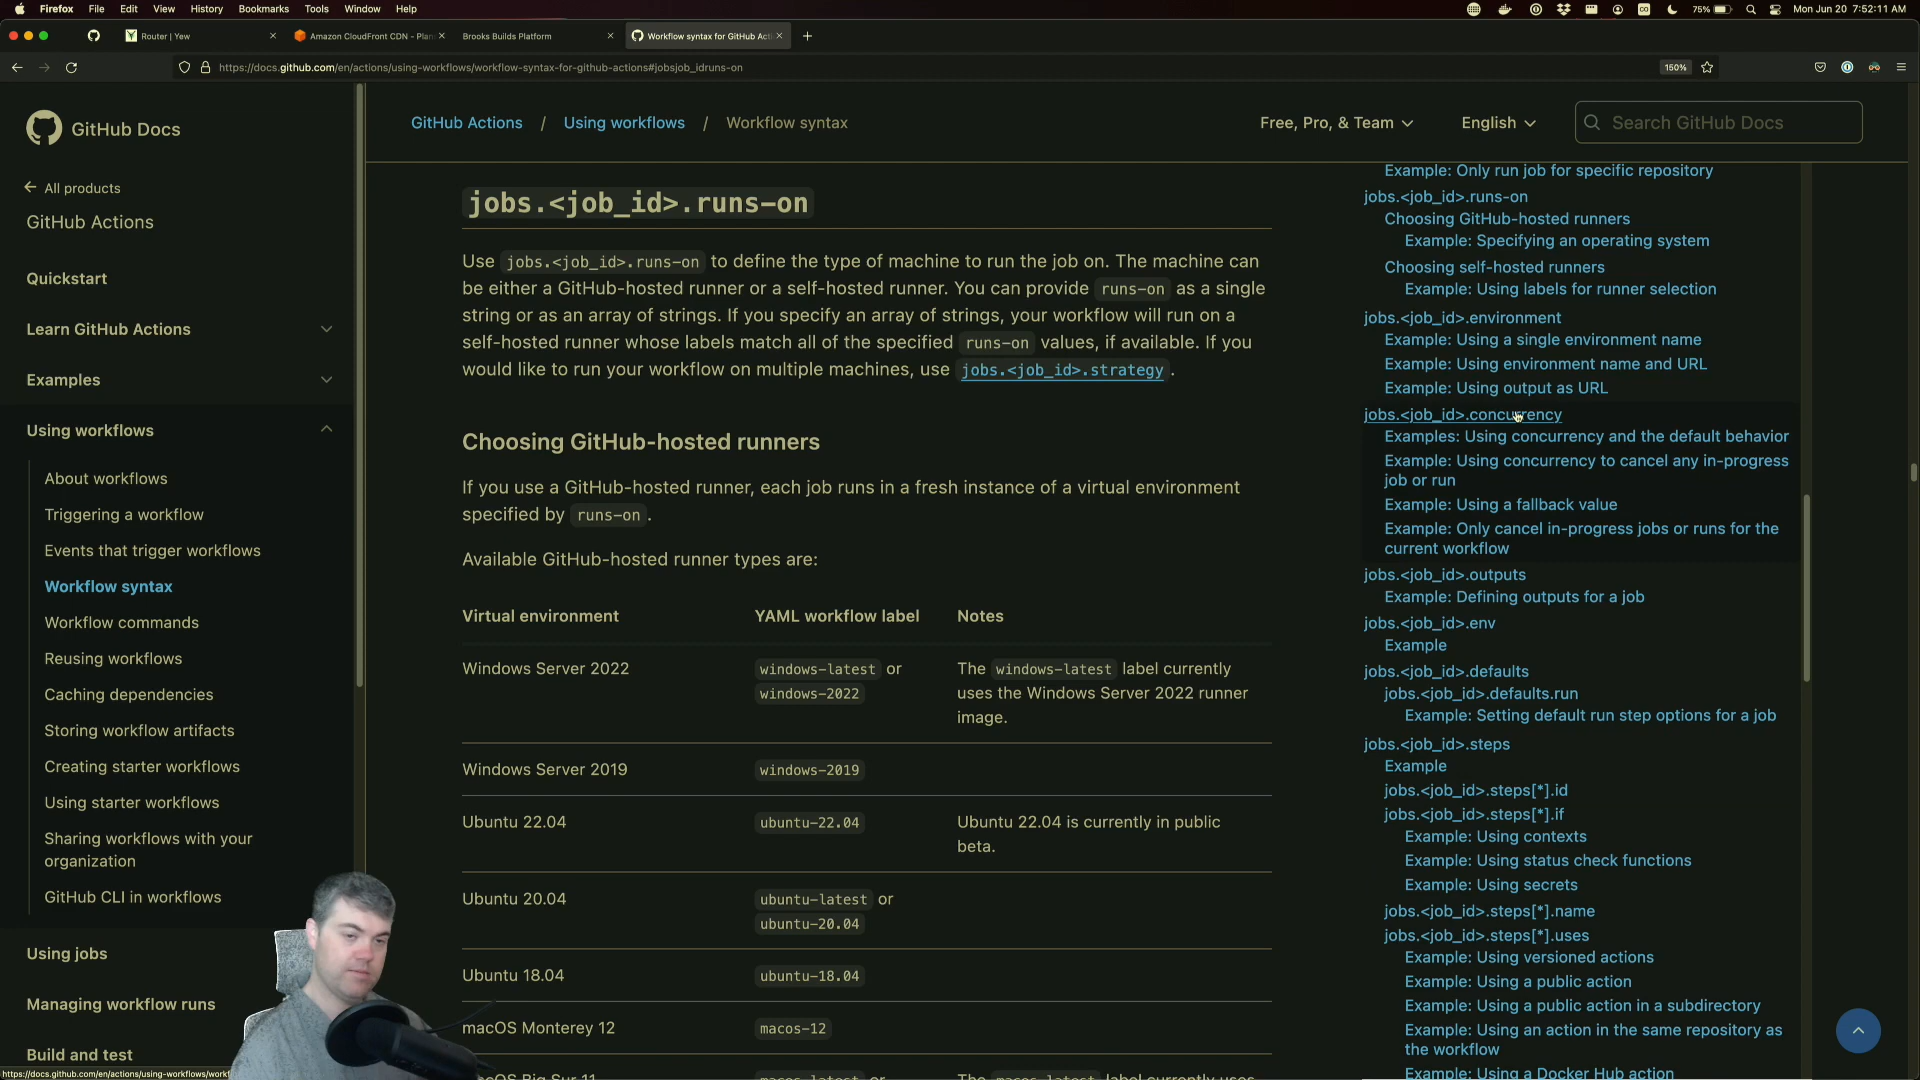 Firefox File Edit View History Bookmarks Tools Window Help
75% Mon Jun 20 7:52:11 AM
Router | Yew
Amazon CloudFront CDN - Plan
Brooks Builds Platform
Workflow syntax for GitHub Acti
https://docs.github.com/en/actions/using-workflows/workflow-syntax-for-github-actions#jobsjob_idruns-on
150%
GitHub Docs
All products
GitHub Actions
Quickstart
Learn GitHub Actions
Examples
Using workflows
About workflows
Triggering a workflow
Events that trigger workflows
Workflow syntax
Workflow commands
Reusing workflows
Caching dependencies
Storing workflow artifacts
Creating starter workflows
Using starter workflows
Sharing workflows with your
organization
GitHub CLI in workflows
Using jobs
Managing workflow runs
Build and test
https://docs.github.com/en/actions/using-workflows/workf
GitHub Actions / Using workflows / Workflow syntax
Free, Pro, & Team
English
Search GitHub Docs
jobs.<job_id>.runs-on
Use jobs.<job_id>.runs-on to define the type of machine to run the job on. The machine can
be either a GitHub-hosted runner or a self-hosted runner. You can provide runs-on as a single
string or as an array of strings. If you specify an array of strings, your workflow will run on a
self-hosted runner whose labels match all of the specified runs-on values, if available. If you
would like to run your workflow on multiple machines, use jobs.<job_id>.strategy.
Choosing GitHub-hosted runners
If you use a GitHub-hosted runner, each job runs in a fresh instance of a virtual environment
specified by runs-on.
Available GitHub-hosted runner types are:
Virtual environment YAML workflow label Notes
Windows Server 2022 windows-latest or The windows-latest label currently
windows-2022 uses the Windows Server 2022 runner
image.
Windows Server 2019 windows-2019
Ubuntu 22.04 ubuntu-22.04 Ubuntu 22.04 is currently in public
beta.
Ubuntu 20.04 ubuntu-latest or
ubuntu-20.04
Ubuntu 18.04 ubuntu-18.04
macOS Monterey 12 macos-12
macOS Big Sur 11 macos-latest or The macos-latest label currently uses
Example: Only run job for specific repository
jobs.<job_id>.runs-on
Choosing GitHub-hosted runners
Example: Specifying an operating system
Choosing self-hosted runners
Example: Using labels for runner selection
jobs.<job_id>.environment
Example: Using a single environment name
Example: Using environment name and URL
Example: Using output as URL
jobs.<job_id>.concurrency
Examples: Using concurrency and the default behavior
Example: Using concurrency to cancel any in-progress
job or run
Example: Using a fallback value
Example: Only cancel in-progress jobs or runs for the
current workflow
jobs.<job_id>.outputs
Example: Defining outputs for a job
jobs.<job_id>.env
Example
jobs.<job_id>.defaults
jobs.<job_id>.defaults.run
Example: Setting default run step options for a job
jobs.<job_id>.steps
Example
jobs.<job_id>.steps[*].id
jobs.<job_id>.steps[*].if
Example: Using contexts
Example: Using status check functions
Example: Using secrets
jobs.<job_id>.steps[*].name
jobs.<job_id>.steps[*].uses
Example: Using versioned actions
Example: Using a public action
Example: Using a public action in a subdirectory
Example: Using an action in the same repository as
the workflow
Example: Using a Docker Hub action